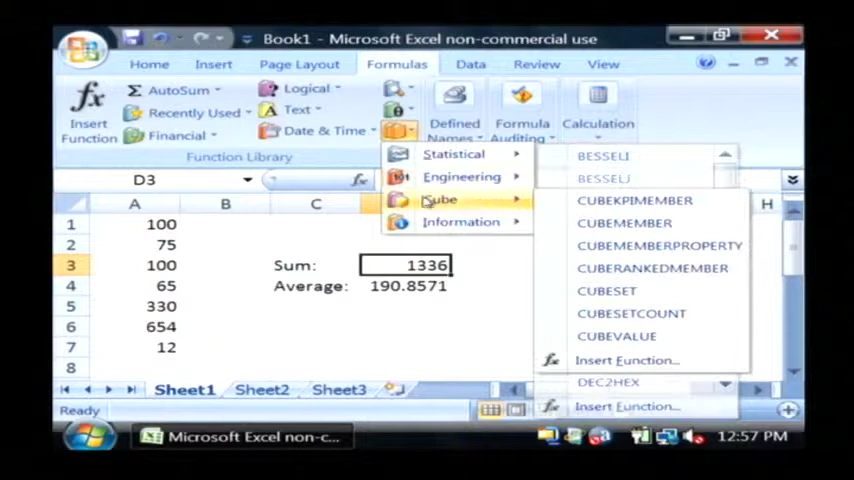 Book1 - Microsoft Excel non-commercial use
Home Insert Page Layout Formulas Data Review View
fx Insert Function
Σ AutoSum
Recently Used
Financial
Logical
Text
Date & Time
Function Library
Defined Names
Formula Auditing
Calculation
Statistical
Engineering
Cube
Information
BESSELI
BESSELJ
CUBEKPIMEMBER
CUBEMEMBER
CUBEMEMBERPROPERTY
CUBERANKEDMEMBER
CUBESET
CUBESETCOUNT
CUBEVALUE
fx Insert Function...
DEC2HEX
fx Insert Function...
D3 fx
A B C H
1 100
2 75
3 100 Sum: 1336
4 65 Average: 190.8571
5 330
6 654
7 12
8
Sheet1 Sheet2 Sheet3
Ready
Microsoft Excel non-c... 12:57 PM